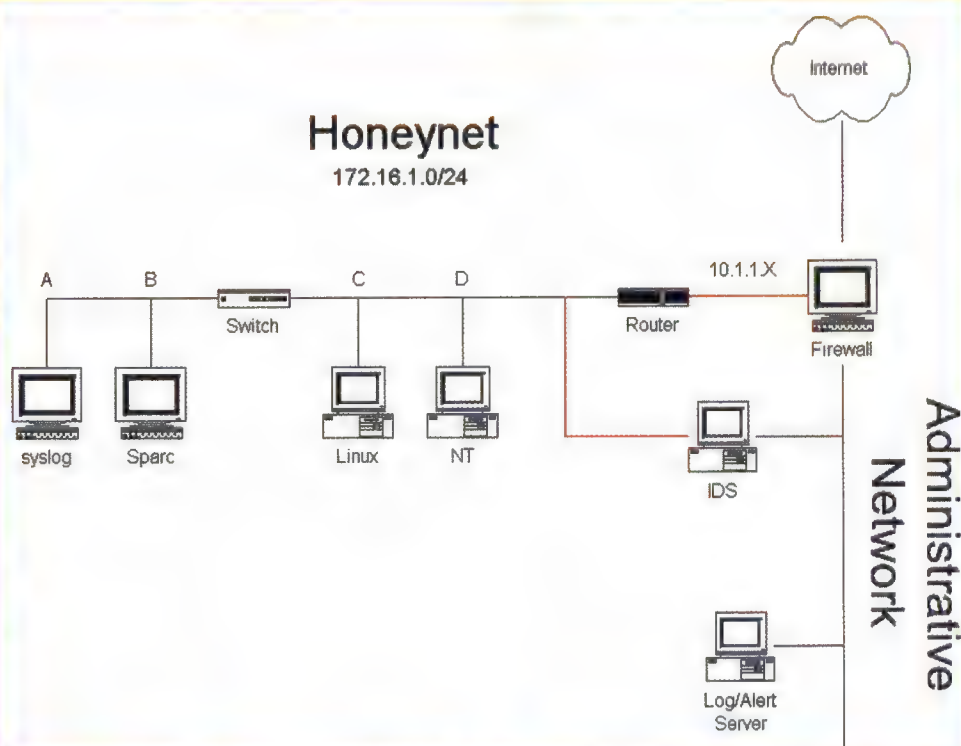 Internet
Honeynet
172.16.1.0/24
A
B
C
D
10.1.1.X
Switch
Router
Firewall
syslog
Sparc
Linux
NT
IDS
Administrative
Network
Log/Alert
Server